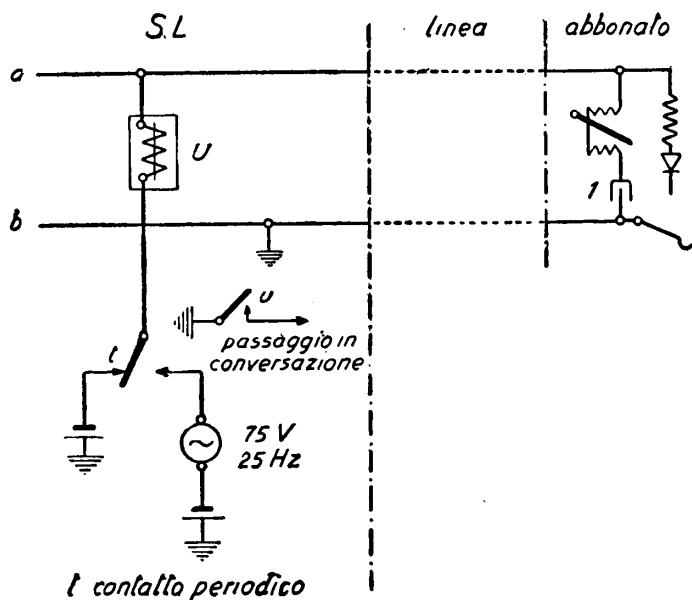 S.L linea abbonato
a
U
1
b
u
passaggio in
conversazione
t
75 V
25 Hz
t contatto periodico